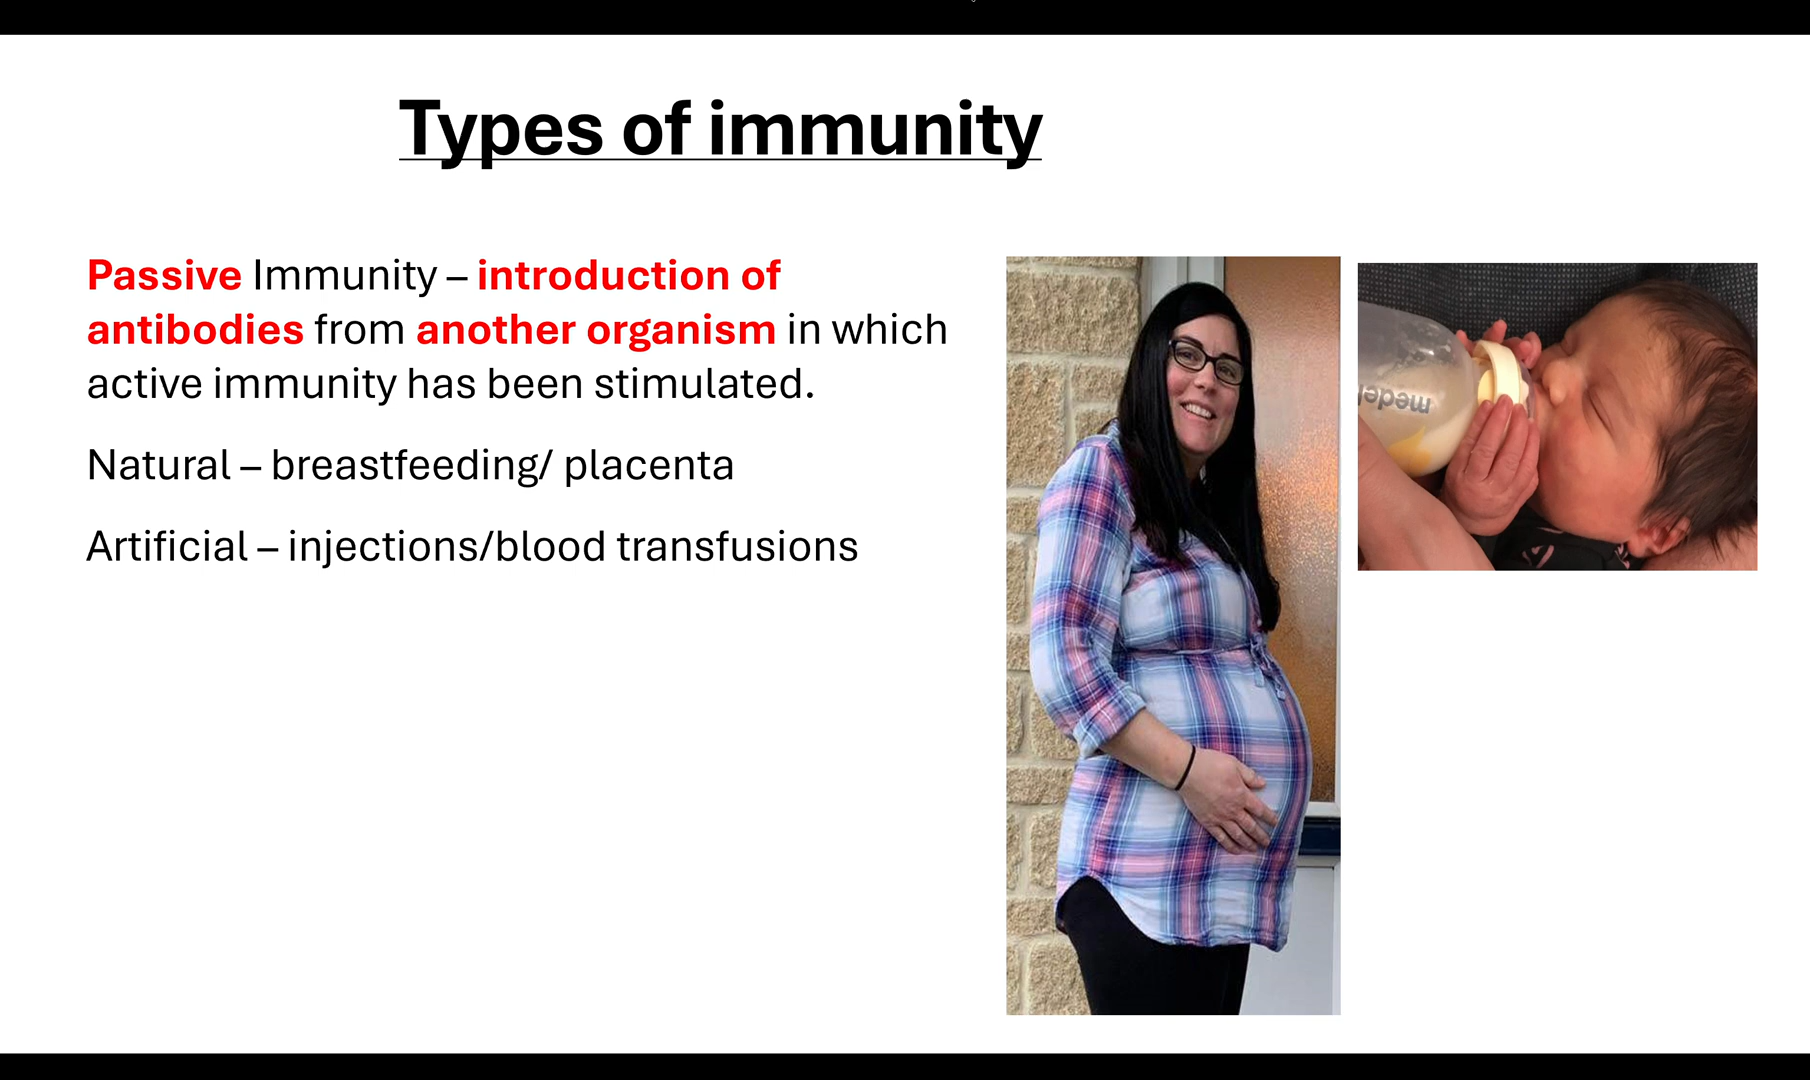 Types of immunity
Passive Immunity – introduction of
antibodies from another organism in which
active immunity has been stimulated.
Natural – breastfeeding/ placenta
Artificial – injections/blood transfusions